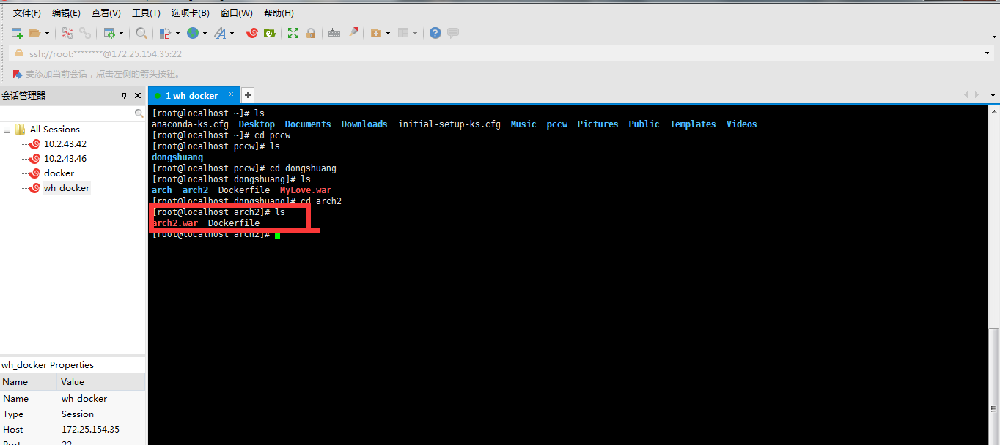 文件(F) 编辑(E) 查看(V) 工具(T) 选项卡(B) 窗口(W) 帮助(H)
ssh://root:********@172.25.154.35:22
要添加当前会话，点击左侧的箭头按钮。
会话管理器
1 wh_docker
All Sessions
10.2.43.42
10.2.43.46
docker
wh_docker
[root@localhost ~]# ls
anaconda-ks.cfg Desktop Documents Downloads initial-setup-ks.cfg Music pccw Pictures Public Templates Videos
[root@localhost ~]# cd pccw
[root@localhost pccw]# ls
dongshuang
[root@localhost pccw]# cd dongshuang
[root@localhost dongshuang]# ls
arch arch2 Dockerfile MyLove.war
[root@localhost dongshuang]# cd arch2
[root@localhost arch2]# ls
arch2.war Dockerfile
[root@localhost arch2]#
wh_docker Properties
Name Value
Name wh_docker
Type Session
Host 172.25.154.35
Port 22